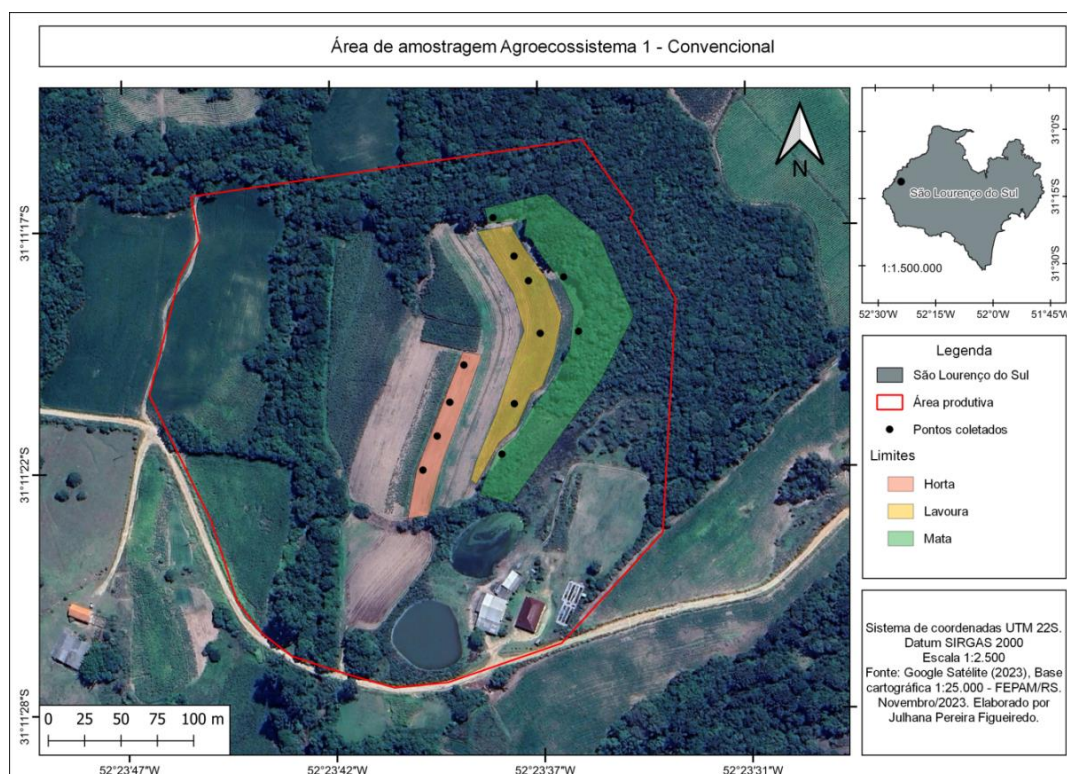 Área de amostragem Agroecossistema 1 - Convencional
N
31°11'17"S
31°11'22"S
31°11'28"S
52°23'47"W
52°23'42"W
52°23'37"W
52°23'31"W
0
25
50
75
100 m
São Lourenço do Sul
1:1.500.000
31°0'S
31°15'S
31°30'S
52°30'W
52°15'W
52°0'W
51°45'W
Legenda
São Lourenço do Sul
Área produtiva
Pontos coletados
Limites
Horta
Lavoura
Mata
Sistema de coordenadas UTM 22S.
Datum SIRGAS 2000
Escala 1:2.500
Fonte: Google Satélite (2023), Base
cartográfica 1:25.000 - FEPAM/RS.
Novembro/2023. Elaborado por
Julhana Pereira Figueiredo.